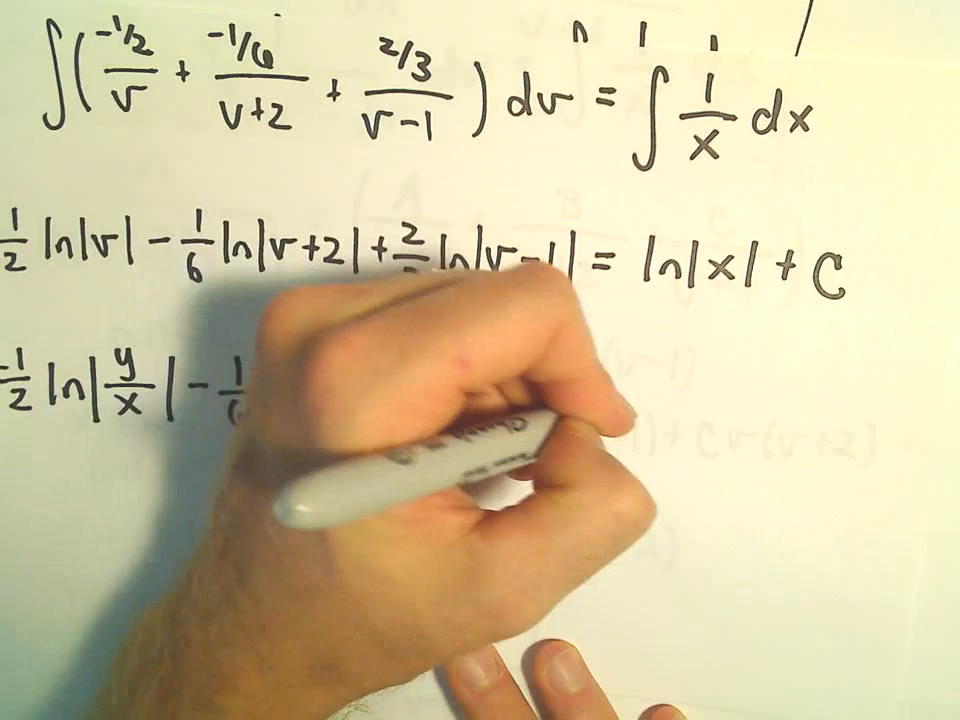 ∫( -1/2 / v + -1/6 / v+2 + 2/3 / v-1 ) dv = ∫ 1/x dx
1/2 ln|v| - 1/6 ln|v+2| + 2/ ln|v-1| = ln|x| + C
-1/2 ln|y/x| - 1/